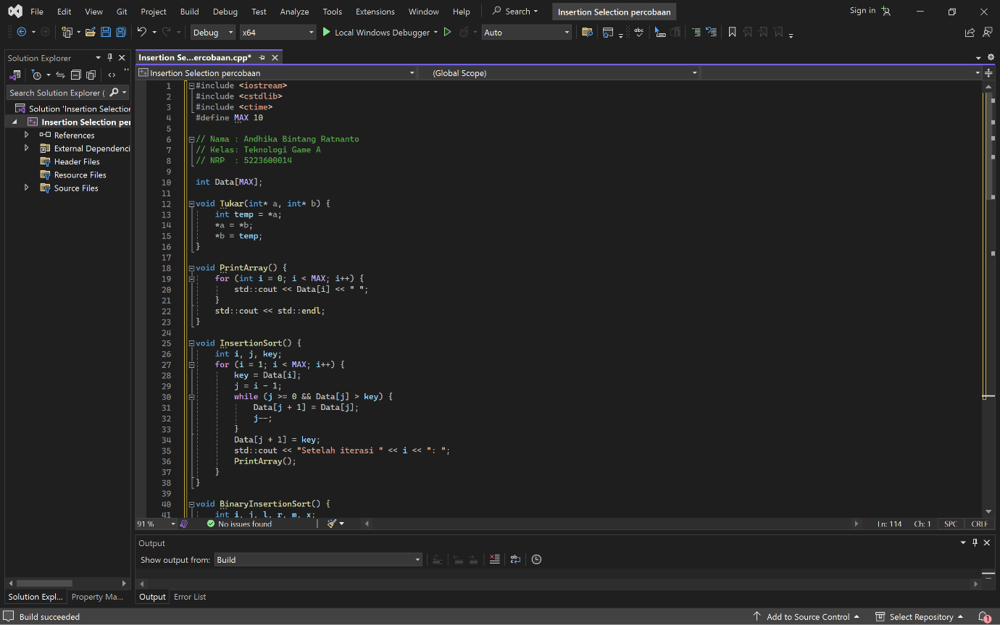 File Edit View Git Project Build Debug Test Analyze Tools Extensions Window Help Search Insertion Selection percobaan Sign in
Debug x64 Local Windows Debugger Auto
Solution Explorer
Search Solution Explorer (
Solution 'Insertion Selection
Insertion Selection per
References
External Dependenci
Header Files
Resource Files
Source Files
Insertion Se...ercobaan.cpp*
Insertion Selection percobaan (Global Scope)
1 #include <iostream>
2 #include <cstdlib>
3 #include <ctime>
4 #define MAX 10
5
6 // Nama : Andhika Bintang Ratnanto
7 // Kelas: Teknologi Game A
8 // NRP  : 5223600014
9
10 int Data[MAX];
11
12 void Tukar(int* a, int* b) {
13     int temp = *a;
14     *a = *b;
15     *b = temp;
16 }
17
18 void PrintArray() {
19     for (int i = 0; i < MAX; i++) {
20         std::cout << Data[i] << " ";
21     }
22     std::cout << std::endl;
23 }
24
25 void InsertionSort() {
26     int i, j, key;
27     for (i = 1; i < MAX; i++) {
28         key = Data[i];
29         j = i - 1;
30         while (j >= 0 && Data[j] > key) {
31             Data[j + 1] = Data[j];
32             j--;
33         }
34         Data[j + 1] = key;
35         std::cout << "Setelah iterasi " << i << ": ";
36         PrintArray();
37     }
38 }
39
40 void BinaryInsertionSort() {
41     int i, j, l, r, m, x;
91 % No issues found Ln: 114 Ch: 1 SPC CRLF
Output
Show output from: Build
Solution Expl... Property Ma... Output Error List
Build succeeded Add to Source Control Select Repository 1